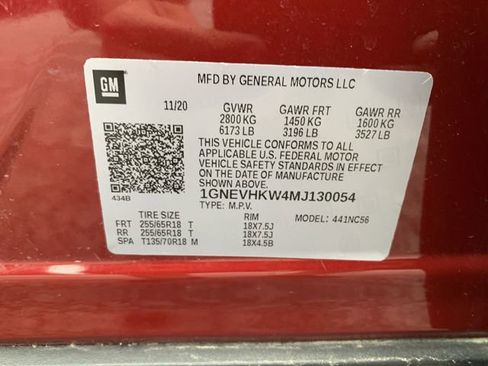 GM
MFD BY GENERAL MOTORS LLC
11/20 GVWR GAWR FRT GAWR RR
2800 KG 1450 KG 1600 KG
6173 LB 3196 LB 3527 LB
THIS VEHICLE CONFORMS TO ALL
APPLICABLE U.S. FEDERAL MOTOR
VEHICLE SAFETY STANDARDS IN EFFECT
ON THE DATE OF MANUFACTURE
SHOWN ABOVE.
434B 1GNEVHKW4MJ130054
TYPE: M.P.V. MODEL: 441NC56
TIRE SIZE RIM
FRT 255/65R18 T 18X7.5J
RR 255/65R18 T 18X7.5J
SPA T135/70R18 M 18X4.5B